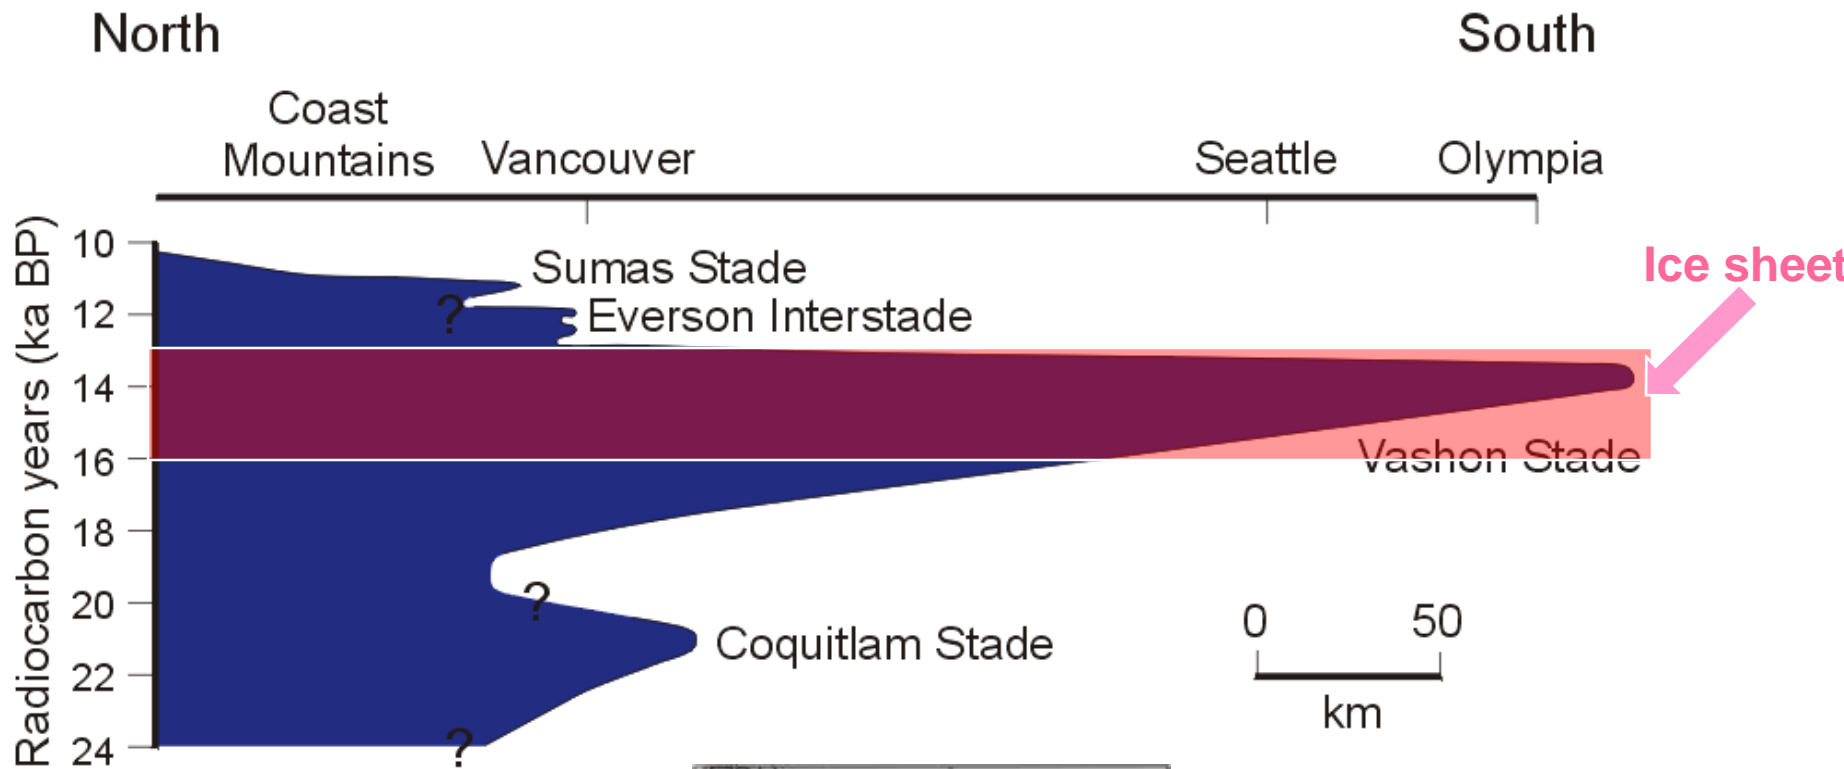 North
South
Coast
Mountains
Vancouver
Seattle
Olympia
Radiocarbon years (ka BP)
10
12
14
16
18
20
22
24
Sumas Stade
?
Everson Interstade
Ice sheet
Vashon Stade
?
Coquitlam Stade
?
0
50
km